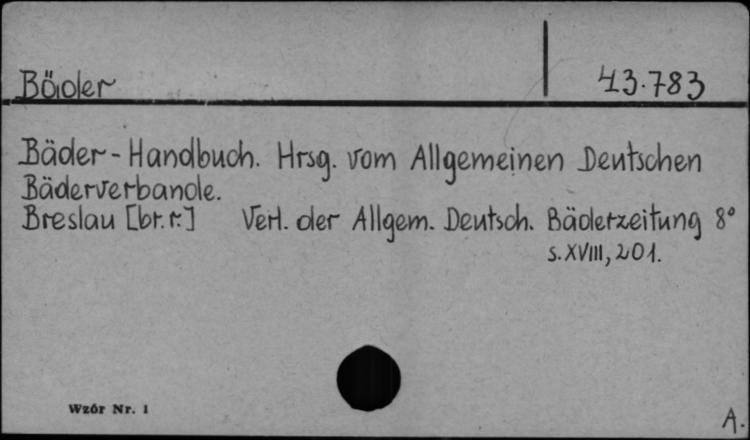 Bäder 43.783
Bäder-Handbuch. Hrsg. vom Allgemeinen Deutschen
Bäderverbande.
Breslau [br.r.] Verl. der Allgem. Deutsch. Bäderzeitung 8°
s. XVIII, 201.
Wzór Nr. 1
A.